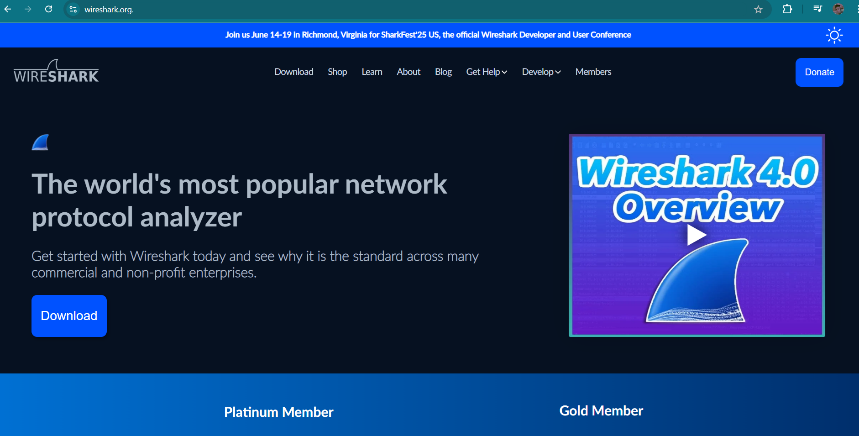 wireshark.org.
Join us June 14-19 in Richmond, Virginia for SharkFest'25 US, the official Wireshark Developer and User Conference
WIRESHARK
Download
Shop
Learn
About
Blog
Get Help
Develop
Members
Donate
The world's most popular network
protocol analyzer
Get started with Wireshark today and see why it is the standard across many
commercial and non-profit enterprises.
Download
Wireshark 4.0
Overview
Platinum Member
Gold Member